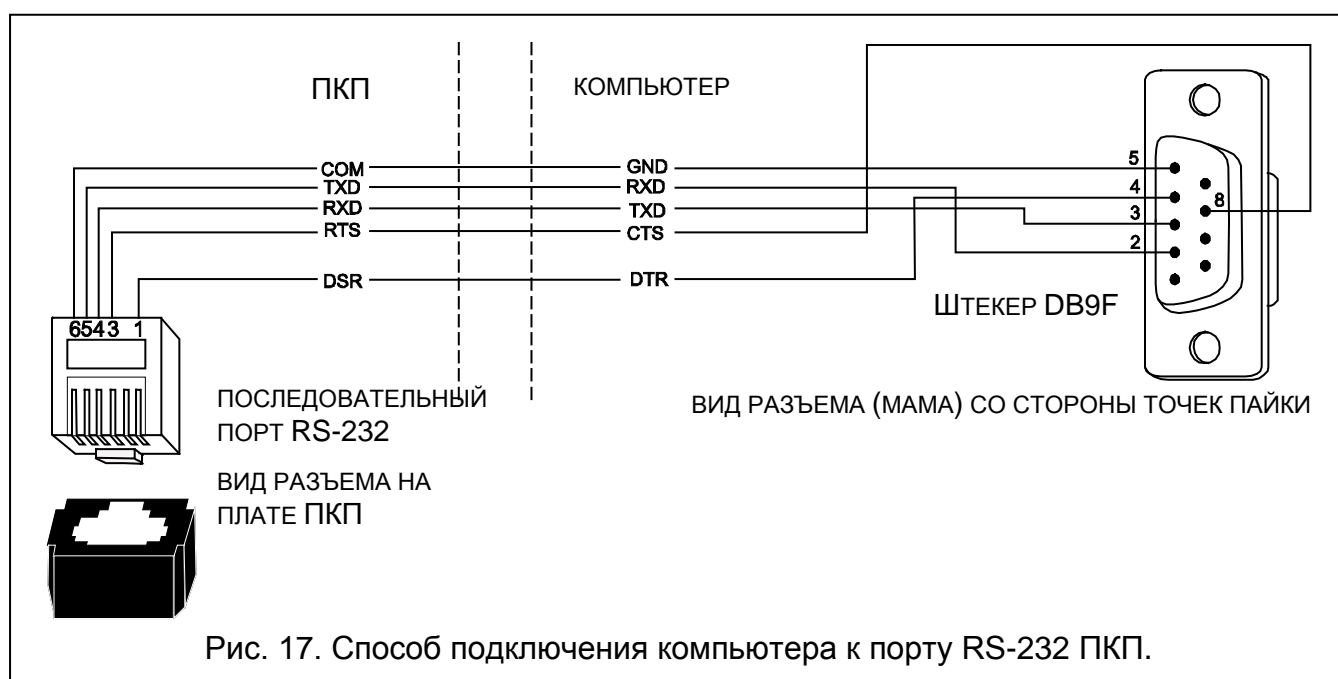 ПКП
КОМПЬЮТЕР
COM GND 5
TXD RXD 4
RXD TXD 3 8
RTS CTS 2
DSR DTR
ШТЕКЕР DB9F
6543 1
ПОСЛЕДОВАТЕЛЬНЫЙ
ПОРТ RS-232
ВИД РАЗЪЕМА (МАМА) СО СТОРОНЫ ТОЧЕК ПАЙКИ
ВИД РАЗЪЕМА НА
ПЛАТЕ ПКП
Рис. 17. Способ подключения компьютера к порту RS-232 ПКП.